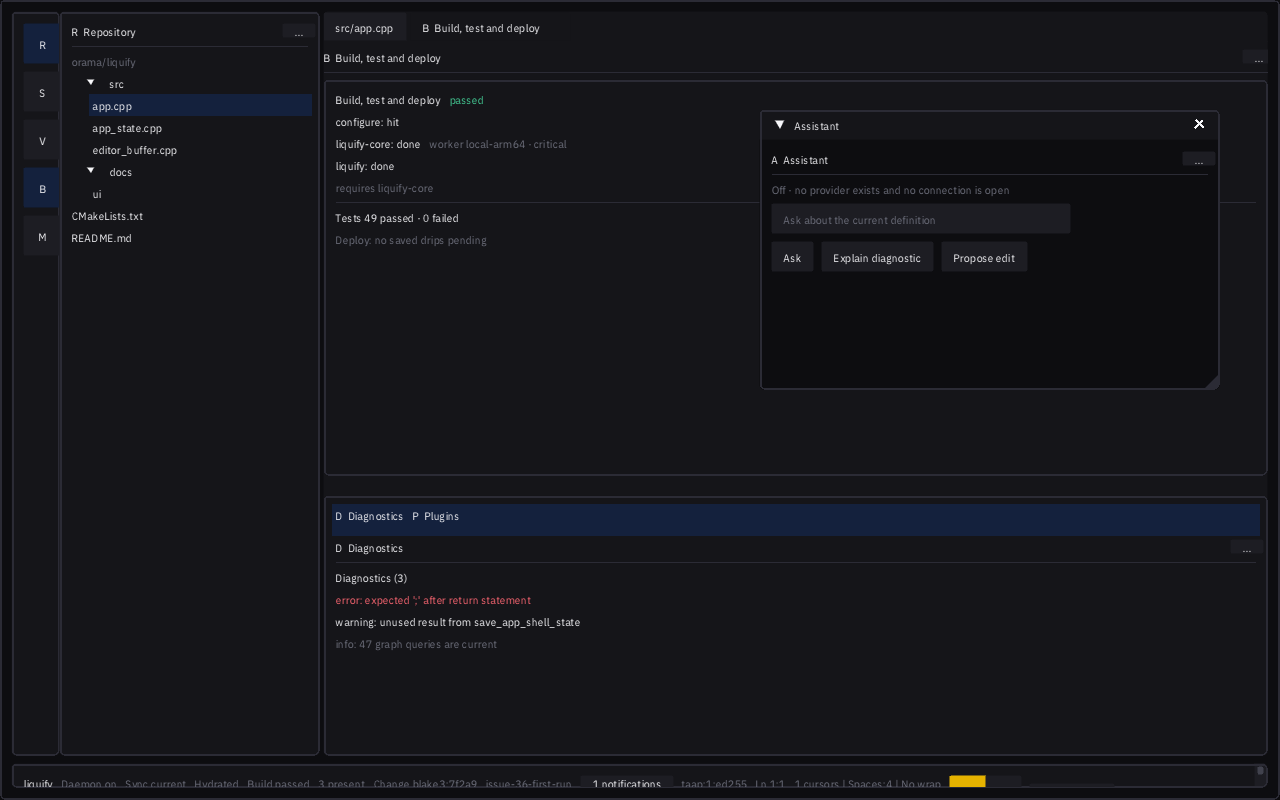 R
S
V
B
M
R Repository
...
orama/liquify
src
app.cpp
app_state.cpp
editor_buffer.cpp
docs
ui
CMakeLists.txt
README.md
src/app.cpp B Build, test and deploy
B Build, test and deploy
...
Build, test and deploy passed
configure: hit
liquify-core: done worker local-arm64 · critical
liquify: done
requires liquify-core
Tests 49 passed · 0 failed
Deploy: no saved drips pending
Assistant
A Assistant
...
Off · no provider exists and no connection is open
Ask about the current definition
Ask Explain diagnostic Propose edit
D Diagnostics P Plugins
D Diagnostics
...
Diagnostics (3)
error: expected ';' after return statement
warning: unused result from save_app_shell_state
info: 47 graph queries are current
liquify Daemon on Sync current Hydrated Build passed 3 present Change blake3:7f2a9 issue-36-first-run 1 notifications taap:1:ed255 Ln 1:1 1 cursors | Spaces:4 | No wrap